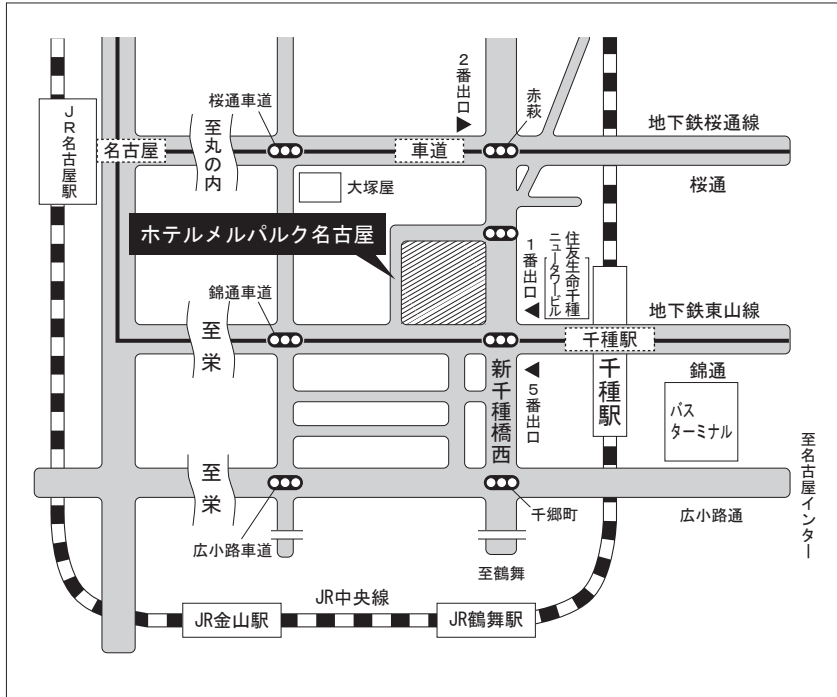 2番出口
赤萩
桜通車道
至丸の内
JR名古屋駅
名古屋
車道
地下鉄桜通線
桜通
大塚屋
ホテルメルパルク名古屋
1番出口
住友生命千種
ニュータワービル
錦通車道
至栄
地下鉄東山線
千種駅
新千種橋西
5番出口
千種駅
錦通
バス
ターミナル
至名古屋インター
至栄
広小路車道
千郷町
広小路通
至鶴舞
JR中央線
JR金山駅
JR鶴舞駅